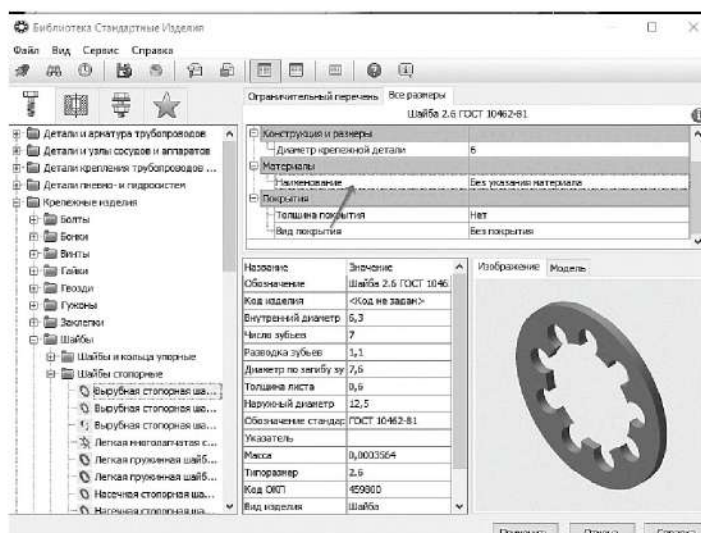 Библиотека Стандартные Изделия
Файл Вид Сервис Справка
Ограничительный перечень Все размеры
Шайба 2.6 ГОСТ 10462-81
Детали и арматура трубопроводов
Детали и узлы сосудов и аппаратов
Детали крепления трубопроводов ...
Детали пневмо- и гидросистем
Крепежные изделия
Болты
Бонки
Винты
Гайки
Гвозди
Гужоны
Заклепки
Шайбы
Шайбы и кольца упорные
Шайбы стопорные
Вырубная стопорная ша...
Вырубная стопорная ша...
Вырубная стопорная ша...
Легкая многолапчатая с...
Легкая пружинная шайб...
Легкая пружинная шайб...
Насечная стопорная ша...
Насечная стопорная ша...
Конструкция и размеры
Диаметр крепежной детали 6
Материалы
Наименование Без указания материала
Покрытия
Толщина покрытия Нет
Вид покрытия Без покрытия
Название Значение
Обозначение Шайба 2.6 ГОСТ 1046
Код изделия <Код не задан>
Внутренний диаметр 6,3
Число зубьев 7
Разводка зубьев 1,1
Диаметр по загибу зу 7,6
Толщина листа 0,6
Наружный диаметр 12,5
Обозначение стандар ГОСТ 10462-81
Указатель
Масса 0,0003564
Типоразмер 2.6
Код ОКП 459800
Вид изделия Шайба
Изображение Модель